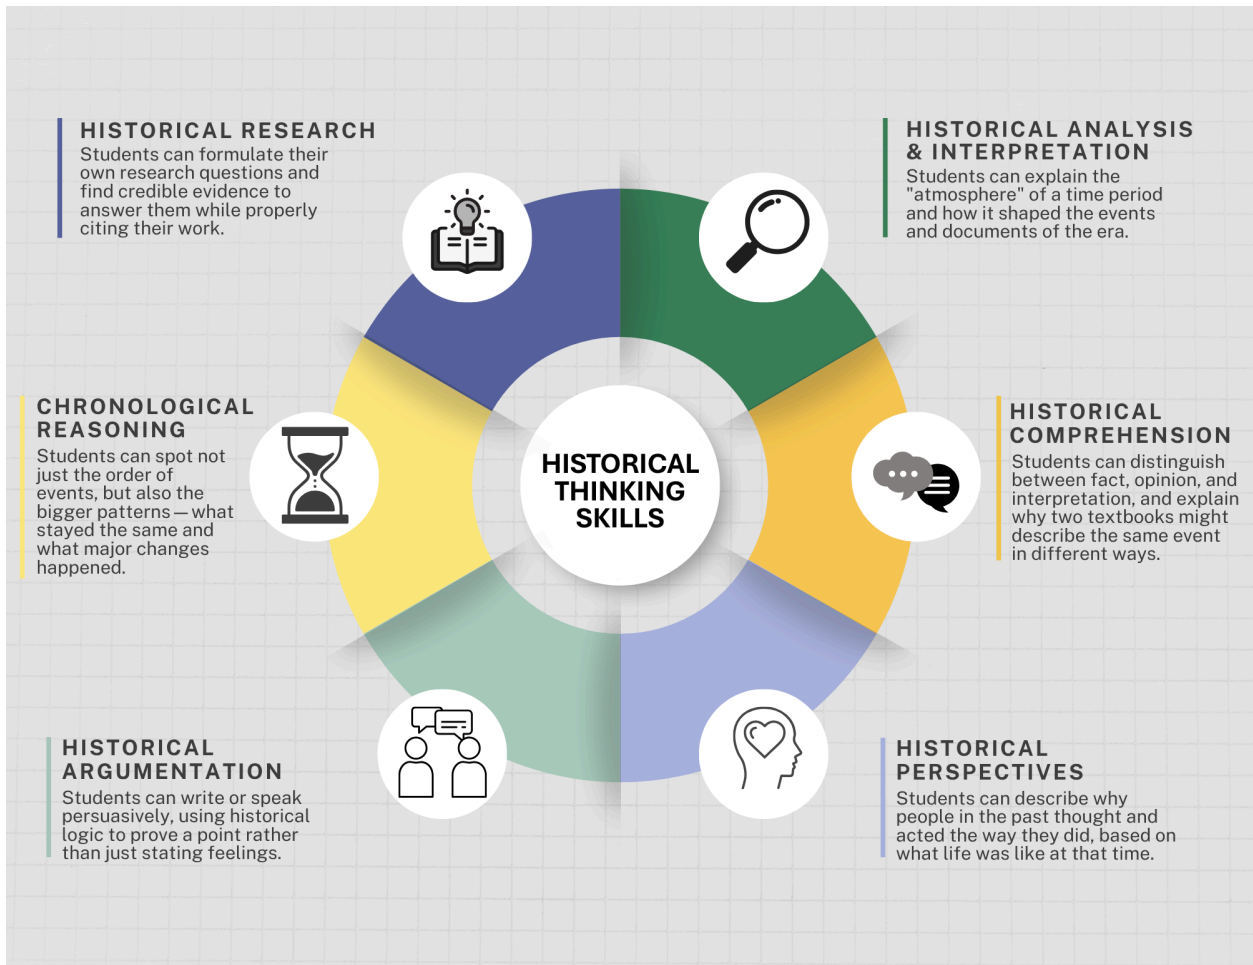 HISTORICAL RESEARCH
Students can formulate their
own research questions and
find credible evidence to
answer them while properly
citing their work.
HISTORICAL ANALYSIS
& INTERPRETATION
Students can explain the
"atmosphere" of a time period
and how it shaped the events
and documents of the era.
CHRONOLOGICAL
REASONING
Students can spot not
just the order of
events, but also the
bigger patterns—what
stayed the same and
what major changes
happened.
HISTORICAL
THINKING
SKILLS
HISTORICAL
COMPREHENSION
Students can distinguish
between fact, opinion, and
interpretation, and explain
why two textbooks might
describe the same event
in different ways.
HISTORICAL
ARGUMENTATION
Students can write or speak
persuasively, using historical
logic to prove a point rather
than just stating feelings.
HISTORICAL
PERSPECTIVES
Students can describe why
people in the past thought and
acted the way they did, based on
what life was like at that time.